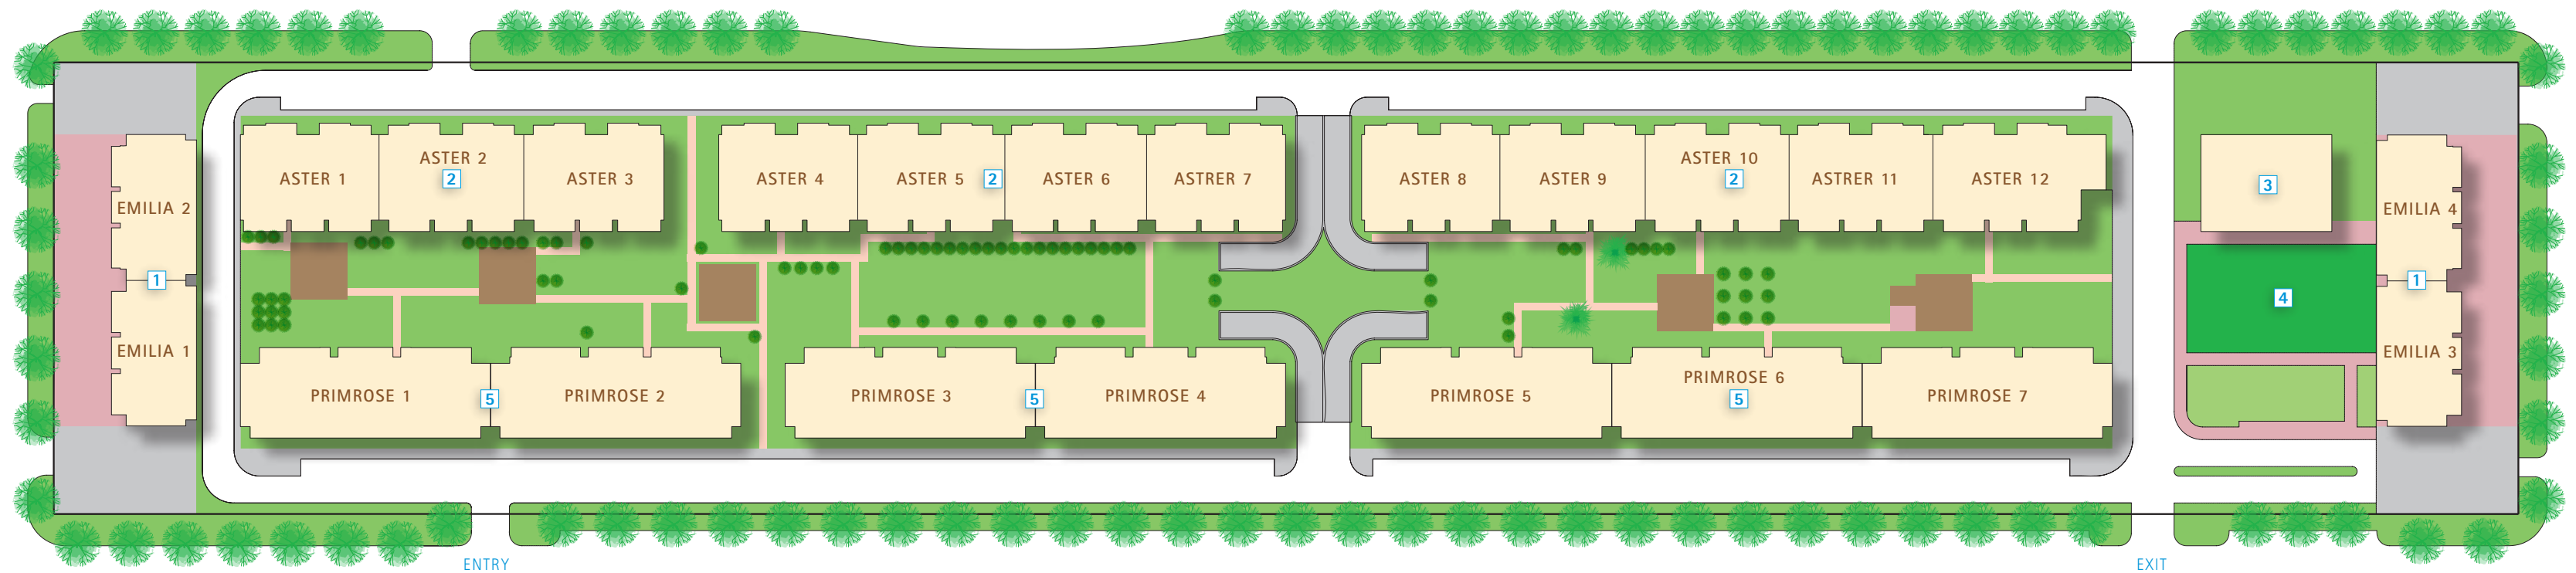 ASTER 1
ASTER 2
2
ASTER 3
ASTER 4
ASTER 5
2
ASTER 6
ASTRER 7
ASTER 8
ASTER 9
ASTER 10
2
ASTRER 11
ASTER 12
3
EMILIA 2
1
EMILIA 1
EMILIA 4
1
EMILIA 3
4
PRIMROSE 1
5
PRIMROSE 2
PRIMROSE 3
5
PRIMROSE 4
PRIMROSE 5
PRIMROSE 6
5
PRIMROSE 7
ENTRY
EXIT